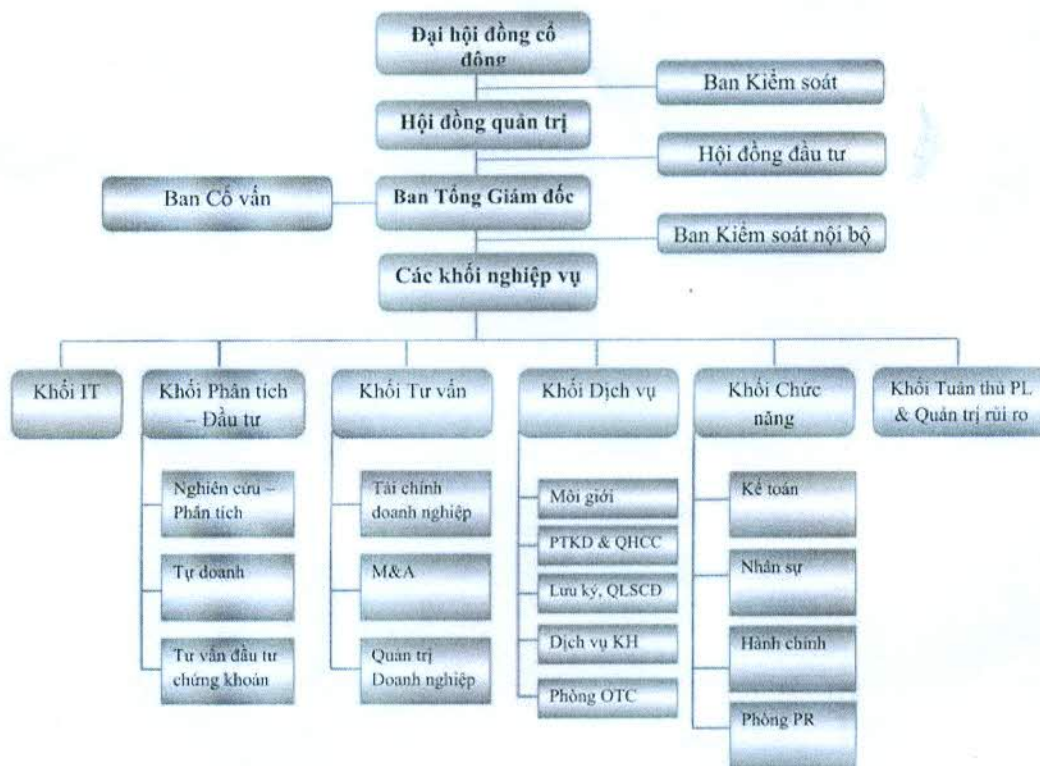 Đại hội đồng cổ
đông
Ban Kiểm soát
Hội đồng quản trị
Hội đồng đầu tư
Ban Cố vấn
Ban Tổng Giám đốc
Ban Kiểm soát nội bộ
Các khối nghiệp vụ
Khối IT
Khối Phân tích
– Đầu tư
Khối Tư vấn
Khối Dịch vụ
Khối Chức
năng
Khối Tuân thủ PL
& Quản trị rủi ro
Nghiên cứu –
Phân tích
Tự doanh
Tư vấn đầu tư
chứng khoán
Tài chính
doanh nghiệp
M&A
Quản trị
Doanh nghiệp
Môi giới
PTKD & QHCC
Lưu ký, QLSCĐ
Dịch vụ KH
Phòng OTC
Kế toán
Nhân sự
Hành chính
Phòng PR